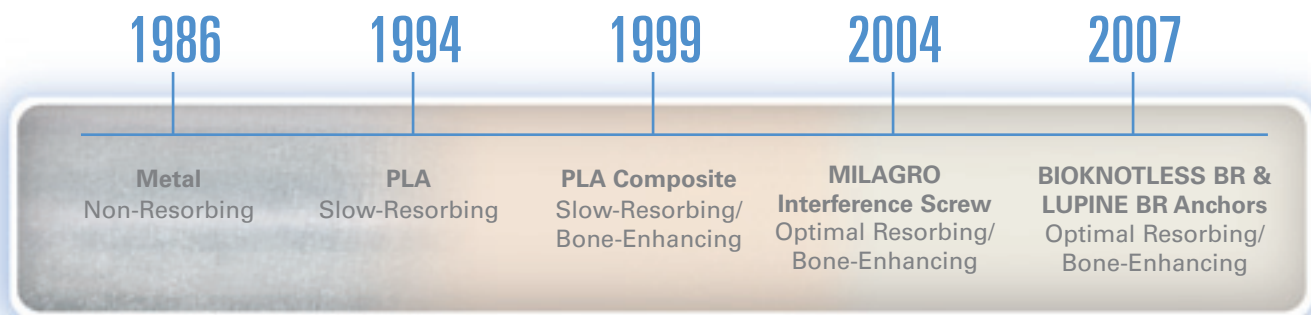 1986
1994
1999
2004
2007
Metal
Non-Resorbing
PLA
Slow-Resorbing
PLA Composite
Slow-Resorbing/
Bone-Enhancing
MILAGRO
Interference Screw
Optimal Resorbing/
Bone-Enhancing
BIOKNOTLESS BR &
LUPINE BR Anchors
Optimal Resorbing/
Bone-Enhancing